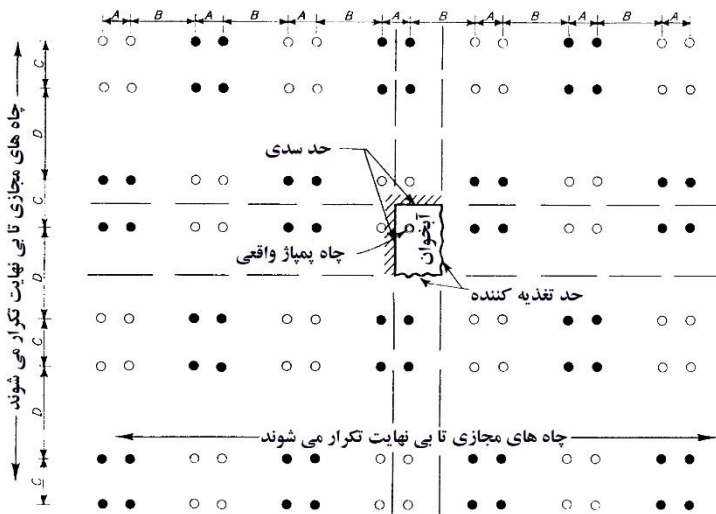 A B A B A B A B A B A B A
C
D
C
D
C
D
C
چاه های مجازی تا بی نهایت تکرار می شوند
حد سدی
آبخوان
چاه پمپاژ واقعی
حد تغذیه کننده
چاه های مجازی تا بی نهایت تکرار می شوند